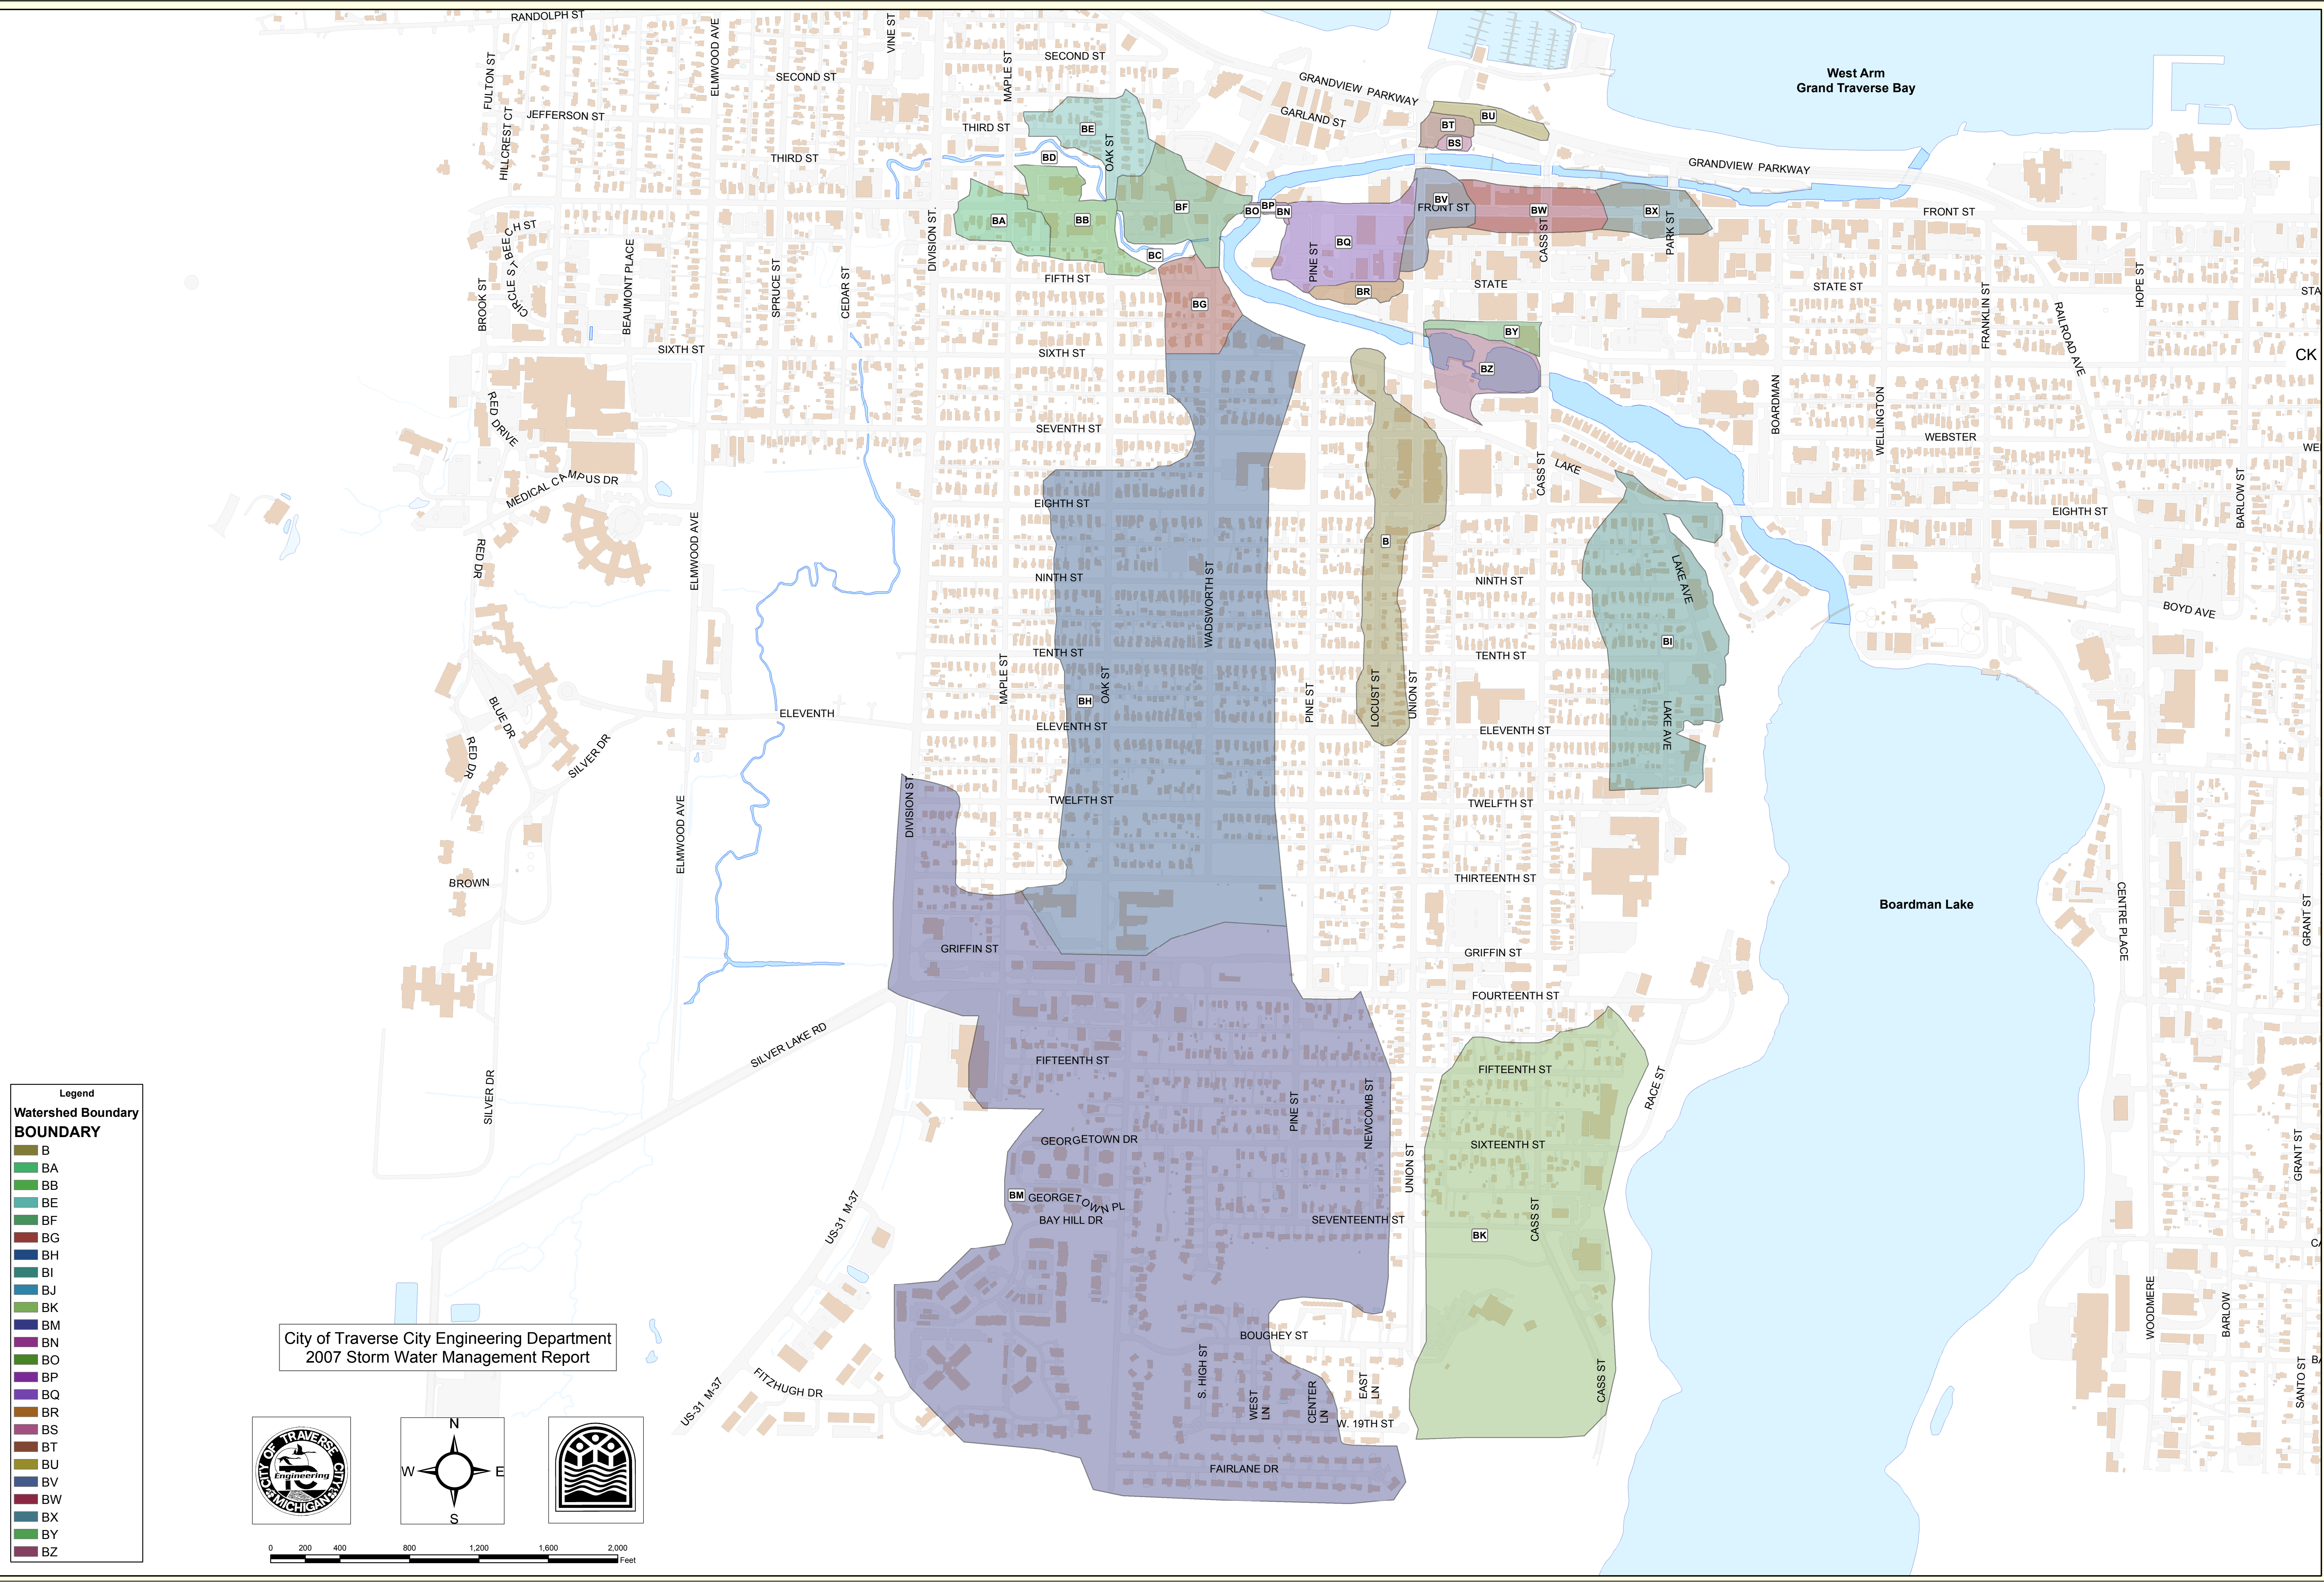 RANDOLPH ST
VINE ST
ELMWOOD AVE
FULTON ST
MAPLE ST
SECOND ST
SECOND ST
GRANDVIEW PARKWAY
West Arm
Grand Traverse Bay
JEFFERSON ST
HILLCREST CT
THIRD ST
THIRD ST
GARLAND ST
BU
BT
BS
BE
BD
OAK ST
GRANDVIEW PARKWAY
BA
BB
BF
BO
BP
BN
BV
FRONT ST
BW
BX
FRONT ST
CASS ST
PARK ST
BEECH ST
CIRCLE ST
BROOK ST
BEAUMONT PLACE
SPRUCE ST
CEDAR ST
DIVISION ST.
BC
BQ
PINE ST
FIFTH ST
BR
STATE
STATE ST
HOPE ST
STA
BG
FRANKLIN ST
RAILROAD AVE
BY
SIXTH ST
SIXTH ST
CK
BZ
RED DRIVE
BOARDMAN
WELLINGTON
SEVENTH ST
WEBSTER
WE
LAKE
CASS ST
MEDICAL CAMPUS DR
EIGHTH ST
EIGHTH ST
BARLOW ST
RED DR
ELMWOOD AVE
B
NINTH ST
WADSWORTH ST
NINTH ST
LAKE AVE
BOYD AVE
TENTH ST
TENTH ST
BI
MAPLE ST
BH
OAK ST
PINE ST
LOCUST ST
UNION ST
BLUE DR
ELEVENTH
ELEVENTH ST
ELEVENTH ST
LAKE AVE
RED DR
SILVER DR
DIVISION ST.
TWELFTH ST
TWELFTH ST
ELMWOOD AVE
BROWN
THIRTEENTH ST
Boardman Lake
CENTRE PLACE
GRANT ST
GRIFFIN ST
GRIFFIN ST
FOURTEENTH ST
SILVER LAKE RD
FIFTEENTH ST
FIFTEENTH ST
SILVER DR
PINE ST
NEWCOMB ST
RACE ST
GEORGETOWN DR
SIXTEENTH ST
UNION ST
GRANT ST
BM
GEORGETOWN PL
BAY HILL DR
SEVENTEENTH ST
CASS ST
BK
US-31 M-37
WOODMERE
BARLOW
BOUGHEY ST
S. HIGH ST
WEST LN
CENTER LN
EAST LN
W. 19TH ST
CASS ST
SANTO ST
FITZHUGH DR
US-31 M-37
FAIRLANE DR
Legend
Watershed Boundary
BOUNDARY
B
BA
BB
BE
BF
BG
BH
BI
BJ
BK
BM
BN
BO
BP
BQ
BR
BS
BT
BU
BV
BW
BX
BY
BZ
City of Traverse City Engineering Department
2007 Storm Water Management Report
CITY OF TRAVERSE CITY
TC
Engineering
MICHIGAN
N
W
E
S
0 200 400 800 1,200 1,600 2,000
Feet